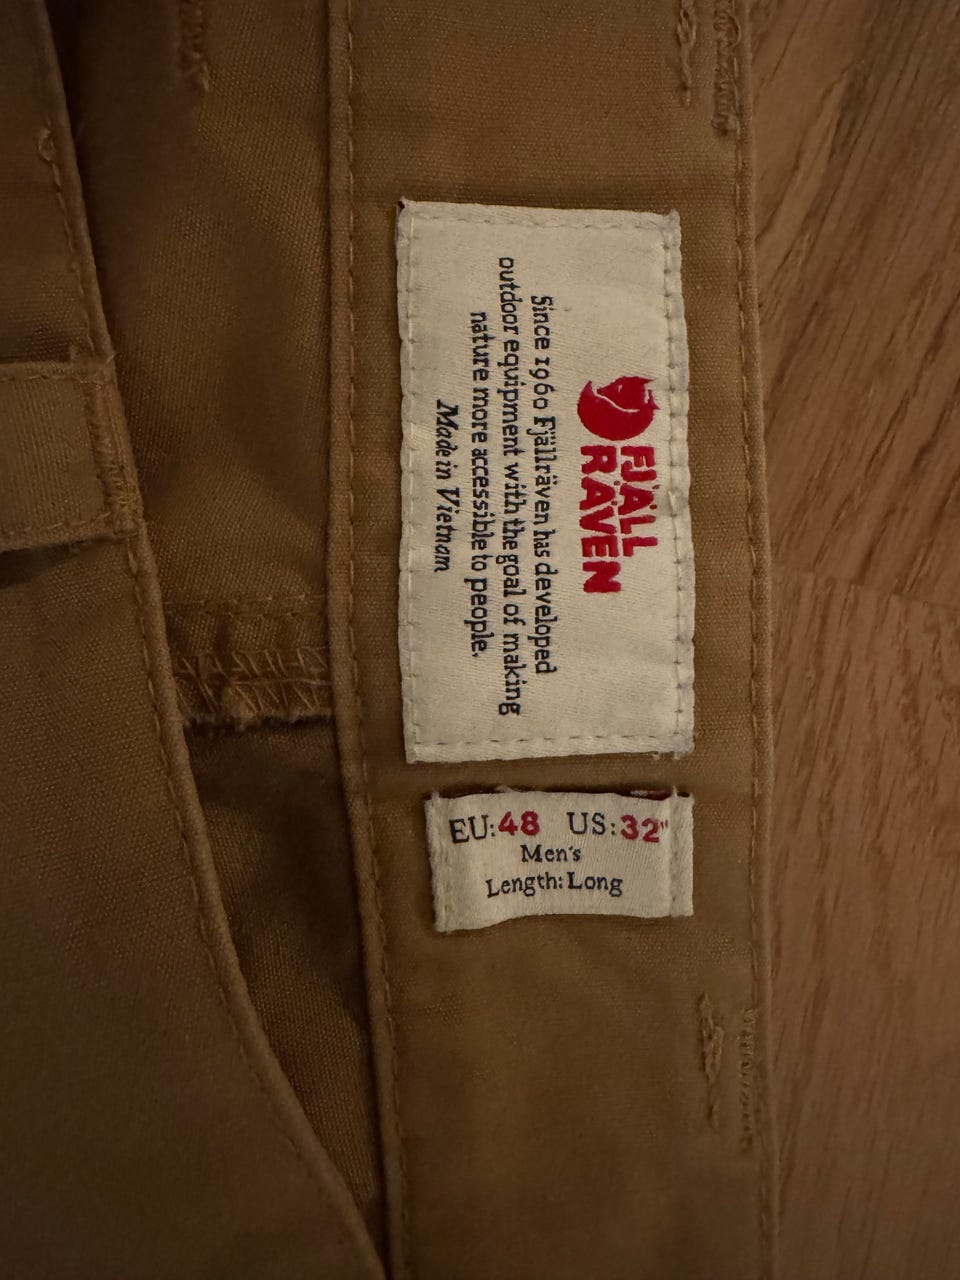 FJÄLL
RÄVEN
Since 1960 Fjällräven has developed
outdoor equipment with the goal of making
nature more accessible to people.
Made in Vietnam
EU:48 US:32"
Men's
Length: Long